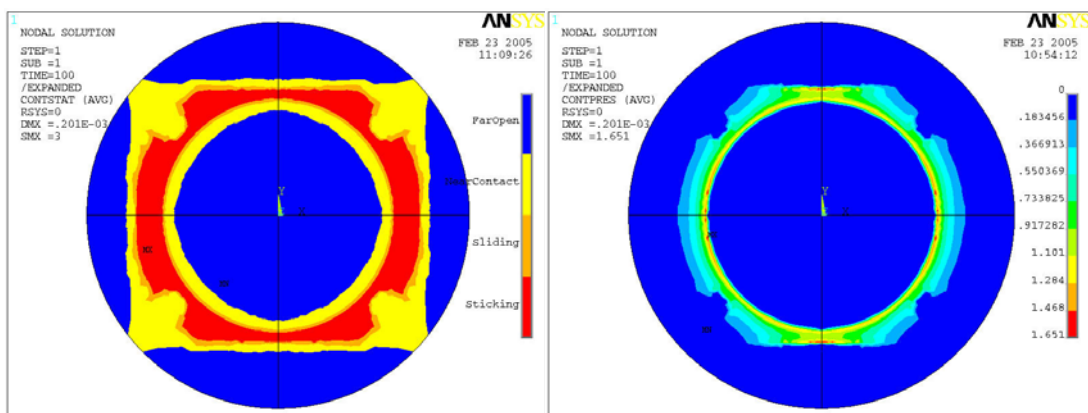 1
ANSYS
NODAL SOLUTION
FEB 23 2005
11:09:26
STEP=1
SUB =1
TIME=100
/EXPANDED
CONTSTAT (AVG)
RSYS=0
DMX =.201E-03
SMX =3
FarOpen
NearContact
Sliding
Sticking
Y
X
MX
MN
1
ANSYS
NODAL SOLUTION
FEB 23 2005
10:54:12
STEP=1
SUB =1
TIME=100
/EXPANDED
CONTPRES (AVG)
RSYS=0
DMX =.201E-03
SMX =1.651
0
.183456
.366913
.550369
.733825
.917282
1.101
1.284
1.468
1.651
Y
X
MX